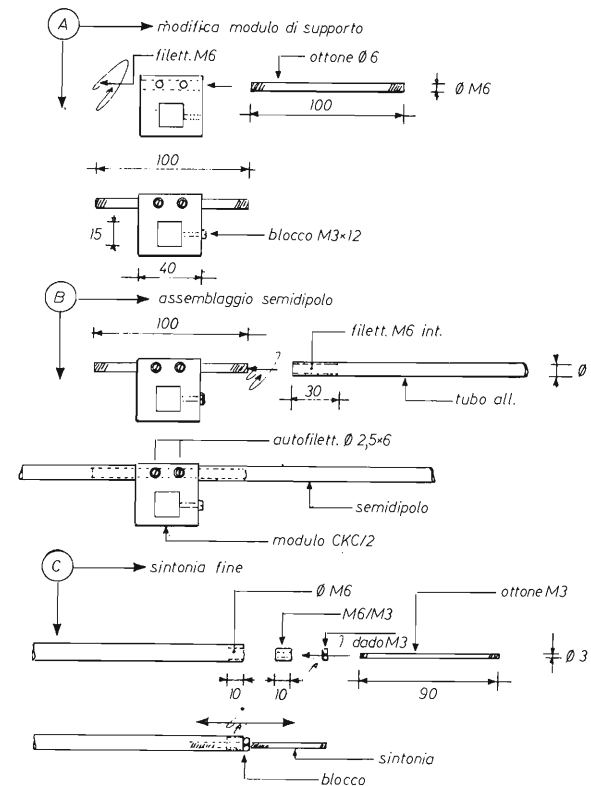 A
modifica modulo di supporto
filett. M6
ottone Ø 6
Ø M6
100
100
15
blocco M3×12
40
B
assemblaggio semidipolo
100
filett. M6 int.
Ø
30
tubo all.
autofilett. Ø 2,5×6
semidipolo
modulo CKC/2
C
sintonia fine
Ø M6
ottone M3
M6/M3
dado M3
Ø 3
10
10
90
sintonia
blocco